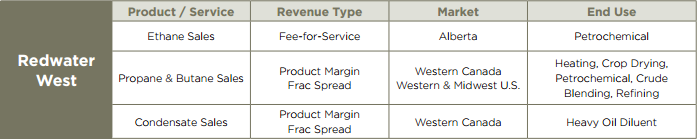 Product / Service Revenue Type Market End Use
Redwater
West
Ethane Sales Fee-for-Service Alberta Petrochemical
Propane & Butane Sales
Product Margin
Frac Spread
Western Canada
Western & Midwest U.S.
Heating, Crop Drying,
Petrochemical, Crude
Blending, Refining
Condensate Sales
Product Margin
Frac Spread
Western Canada
Heavy Oil Diluent